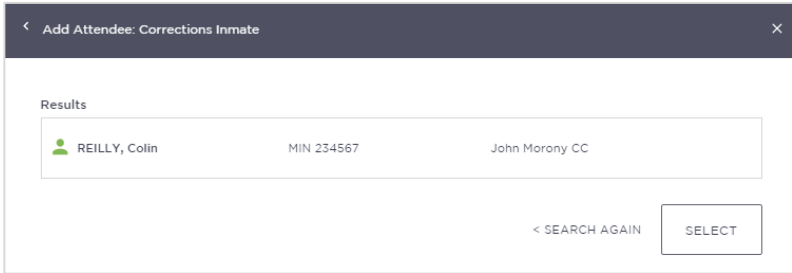 < Add Attendee: Corrections Inmate ×
Results
REILLY, Colin MIN 234567 John Morony CC
< SEARCH AGAIN SELECT